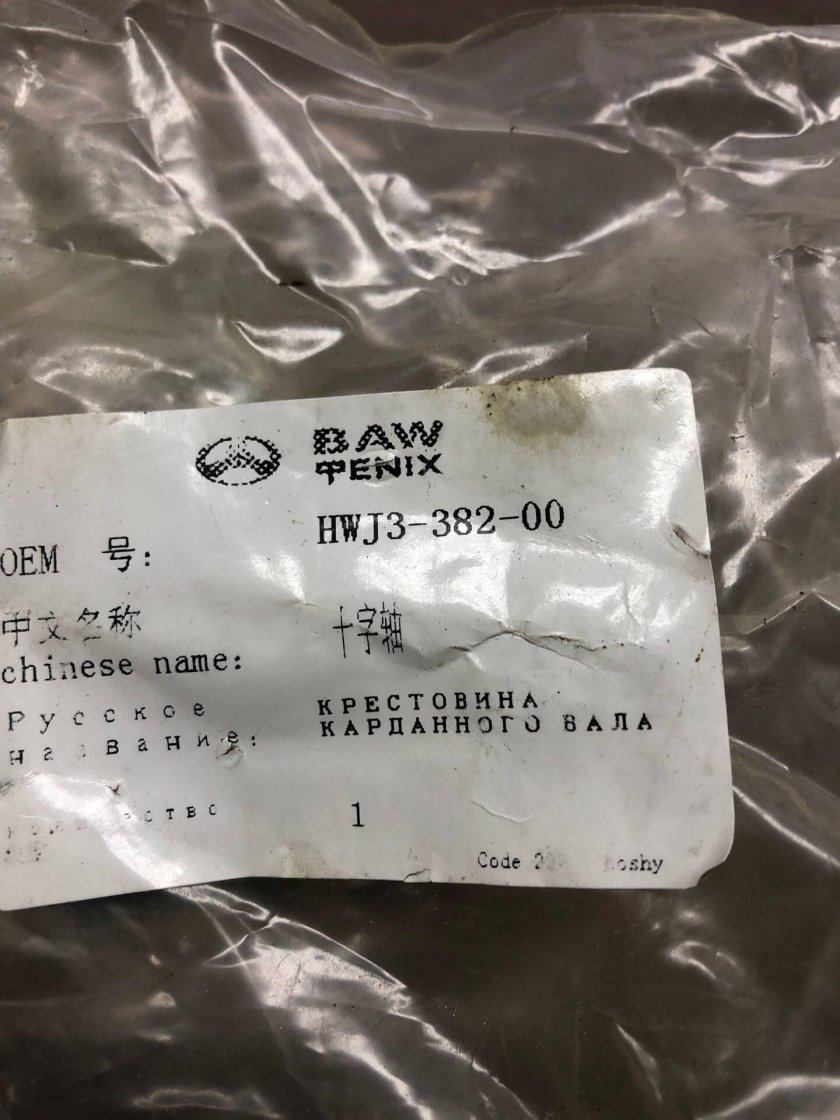 BAW
ФENIX
OEM 号: HWJ3-382-00
中文名称 十字轴
chinese name:
Русское КРЕСТОВИНА
название: КАРДАННОГО ВАЛА
1
Code